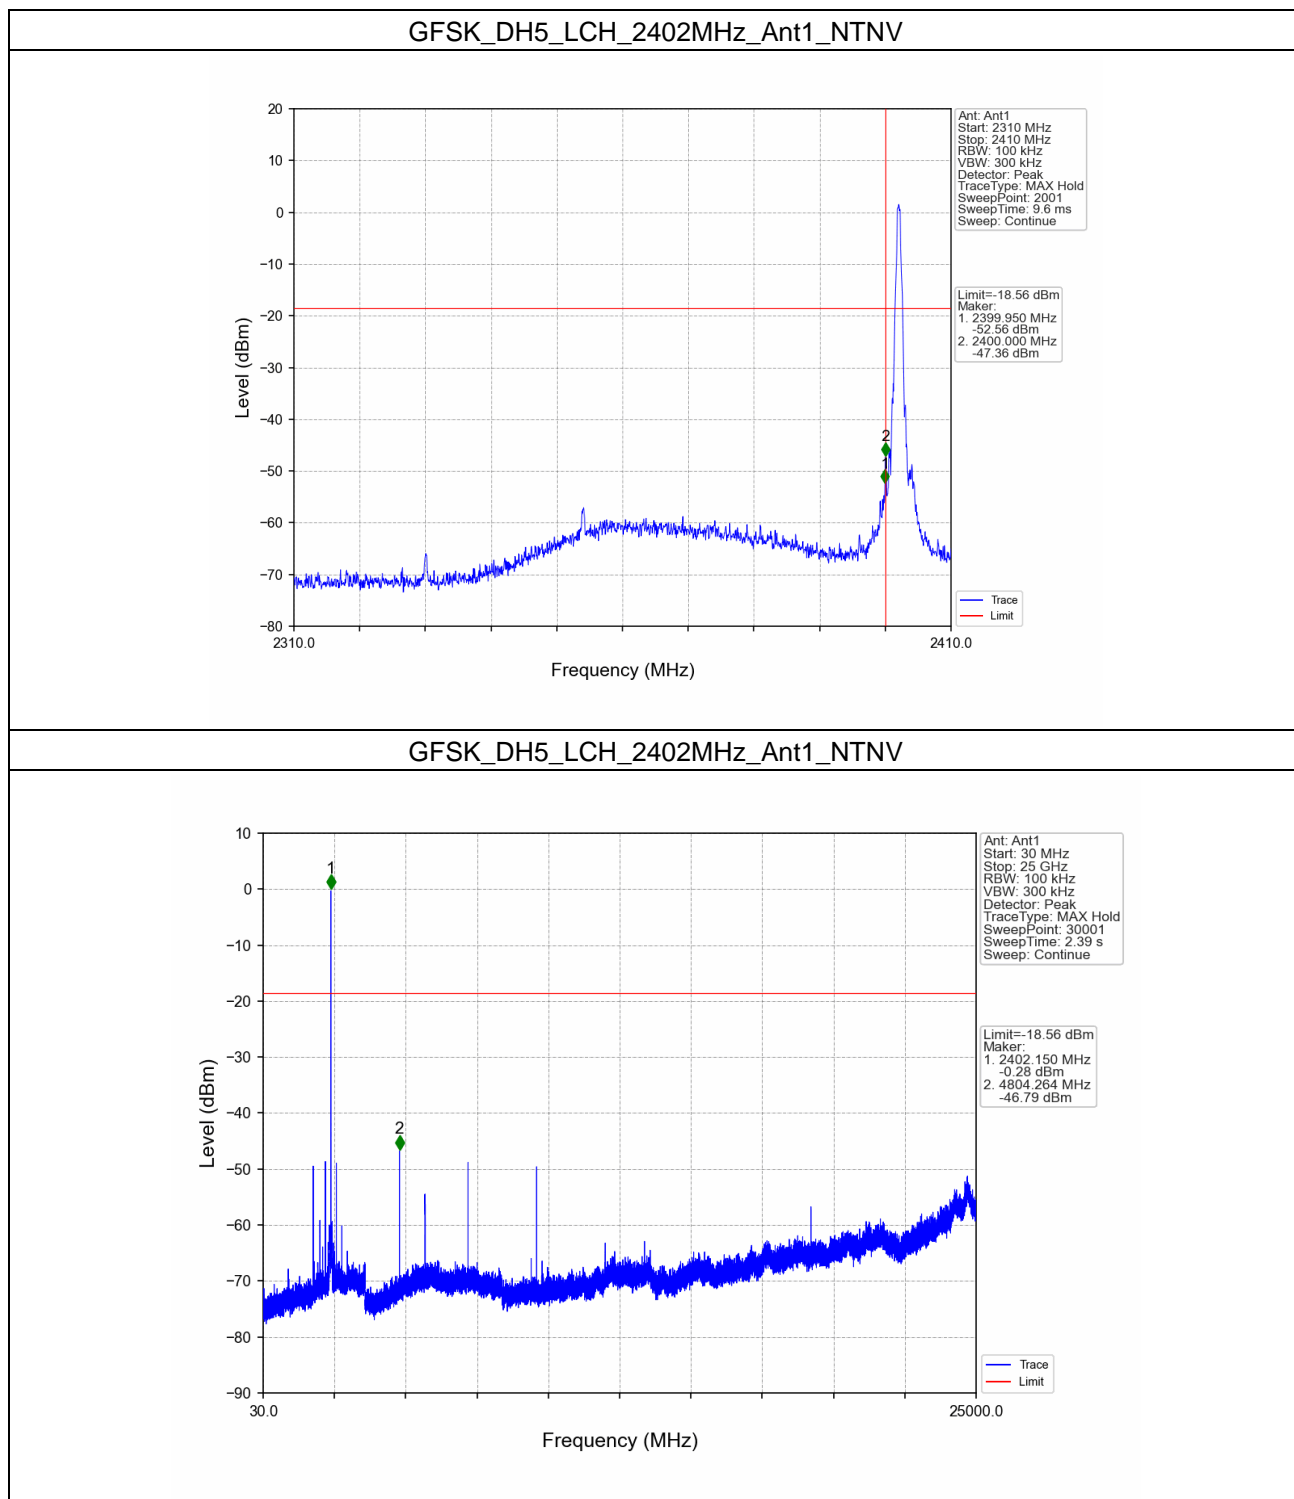 GFSK_DH5_LCH_2402MHz_Ant1_NTNV
20
10
0
−10
−20
−30
−40
−50
−60
−70
−80
Level (dBm)
2310.0
2410.0
Frequency (MHz)
2
1
Ant: Ant1
Start: 2310 MHz
Stop: 2410 MHz
RBW: 100 kHz
VBW: 300 kHz
Detector: Peak
TraceType: MAX Hold
SweepPoint: 2001
SweepTime: 9.6 ms
Sweep: Continue
Limit=-18.56 dBm
Maker:
1. 2399.950 MHz
-52.56 dBm
2. 2400.000 MHz
-47.36 dBm
Trace
Limit
GFSK_DH5_LCH_2402MHz_Ant1_NTNV
10
0
−10
−20
−30
−40
−50
−60
−70
−80
−90
Level (dBm)
30.0
25000.0
Frequency (MHz)
1
2
Ant: Ant1
Start: 30 MHz
Stop: 25 GHz
RBW: 100 kHz
VBW: 300 kHz
Detector: Peak
TraceType: MAX Hold
SweepPoint: 30001
SweepTime: 2.39 s
Sweep: Continue
Limit=-18.56 dBm
Maker:
1. 2402.150 MHz
-0.28 dBm
2. 4804.264 MHz
-46.79 dBm
Trace
Limit